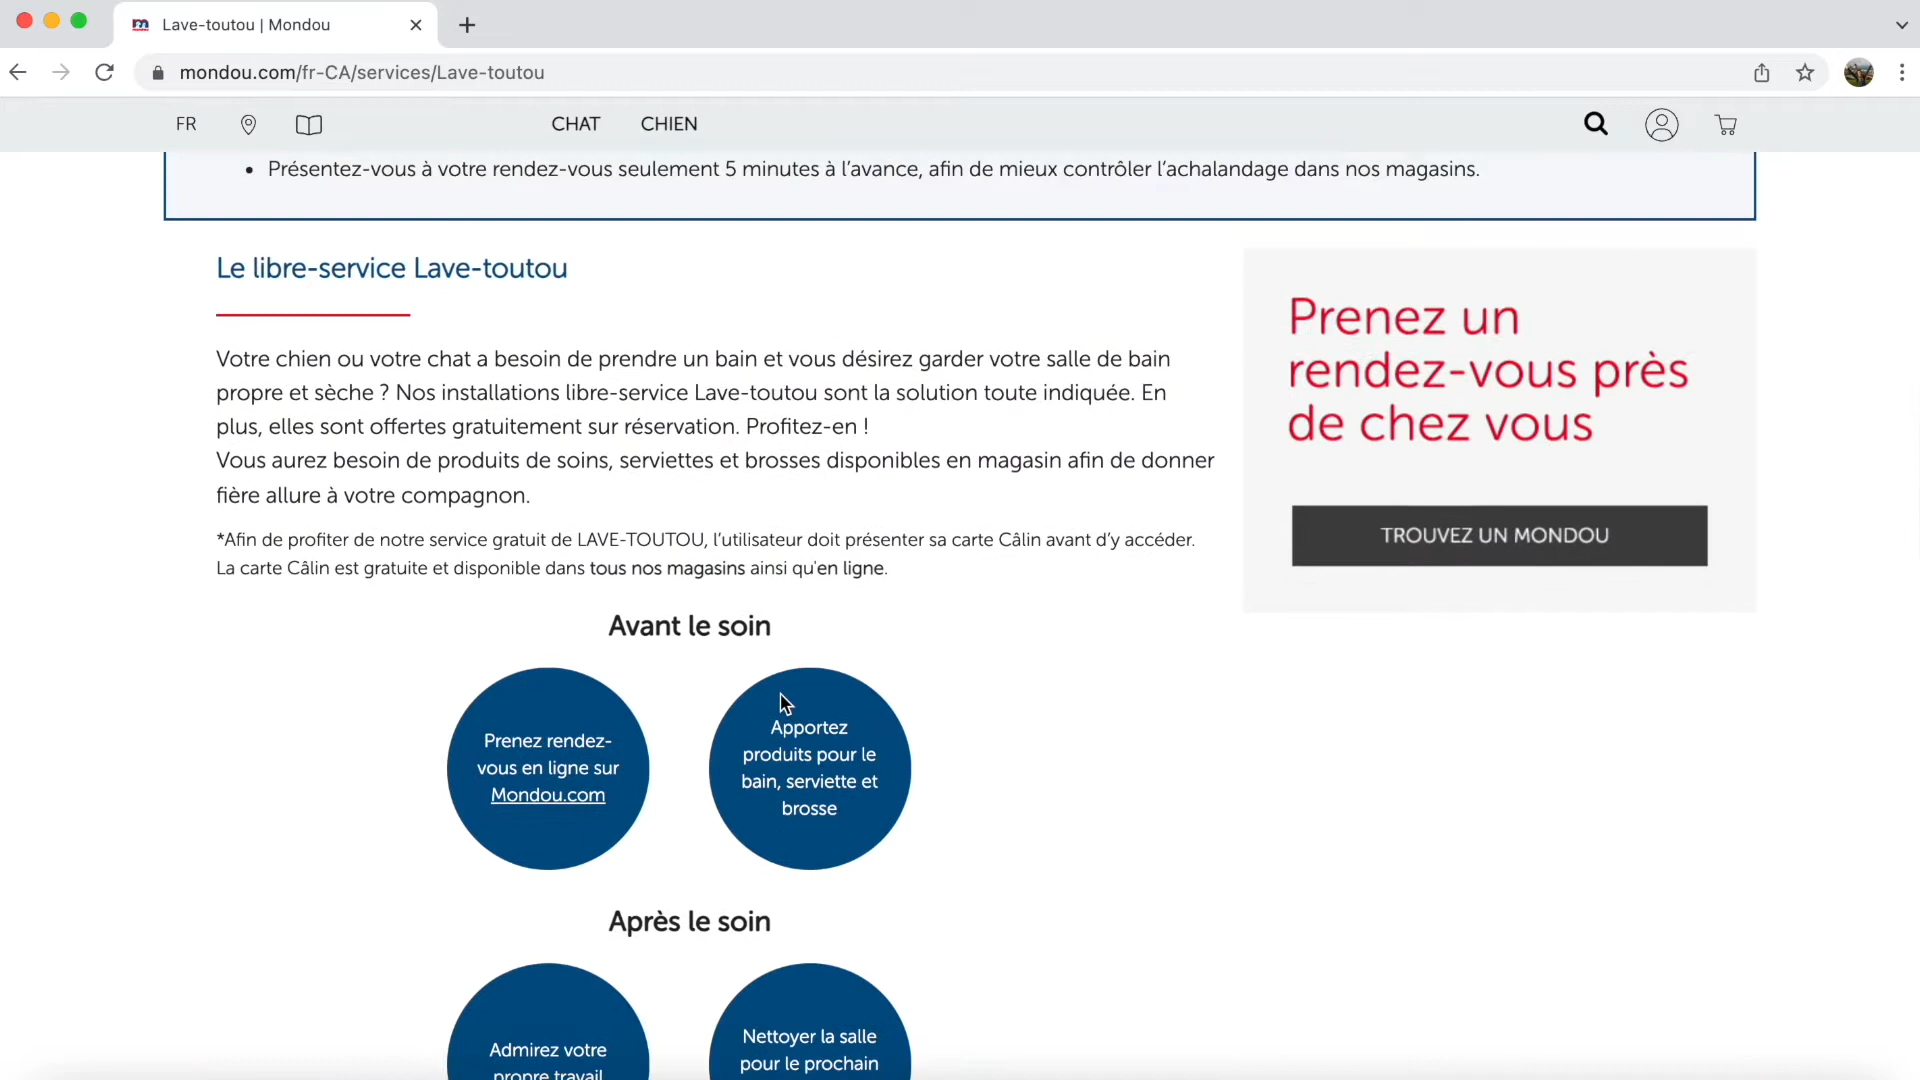 Lave-toutou | Mondou
mondou.com/fr-CA/services/Lave-toutou
FR
CHAT
CHIEN
• Présentez-vous à votre rendez-vous seulement 5 minutes à l’avance, afin de mieux contrôler l’achalandage dans nos magasins.
Le libre-service Lave-toutou
Votre chien ou votre chat a besoin de prendre un bain et vous désirez garder votre salle de bain
propre et sèche ? Nos installations libre-service Lave-toutou sont la solution toute indiquée. En
plus, elles sont offertes gratuitement sur réservation. Profitez-en !
Vous aurez besoin de produits de soins, serviettes et brosses disponibles en magasin afin de donner
fière allure à votre compagnon.
*Afin de profiter de notre service gratuit de LAVE-TOUTOU, l’utilisateur doit présenter sa carte Câlin avant d’y accéder.
La carte Câlin est gratuite et disponible dans tous nos magasins ainsi qu'en ligne.
Prenez un
rendez-vous près
de chez vous
TROUVEZ UN MONDOU
Avant le soin
Prenez rendez-
vous en ligne sur
Mondou.com
Apportez
produits pour le
bain, serviette et
brosse
Après le soin
Admirez votre
propre travail
Nettoyer la salle
pour le prochain